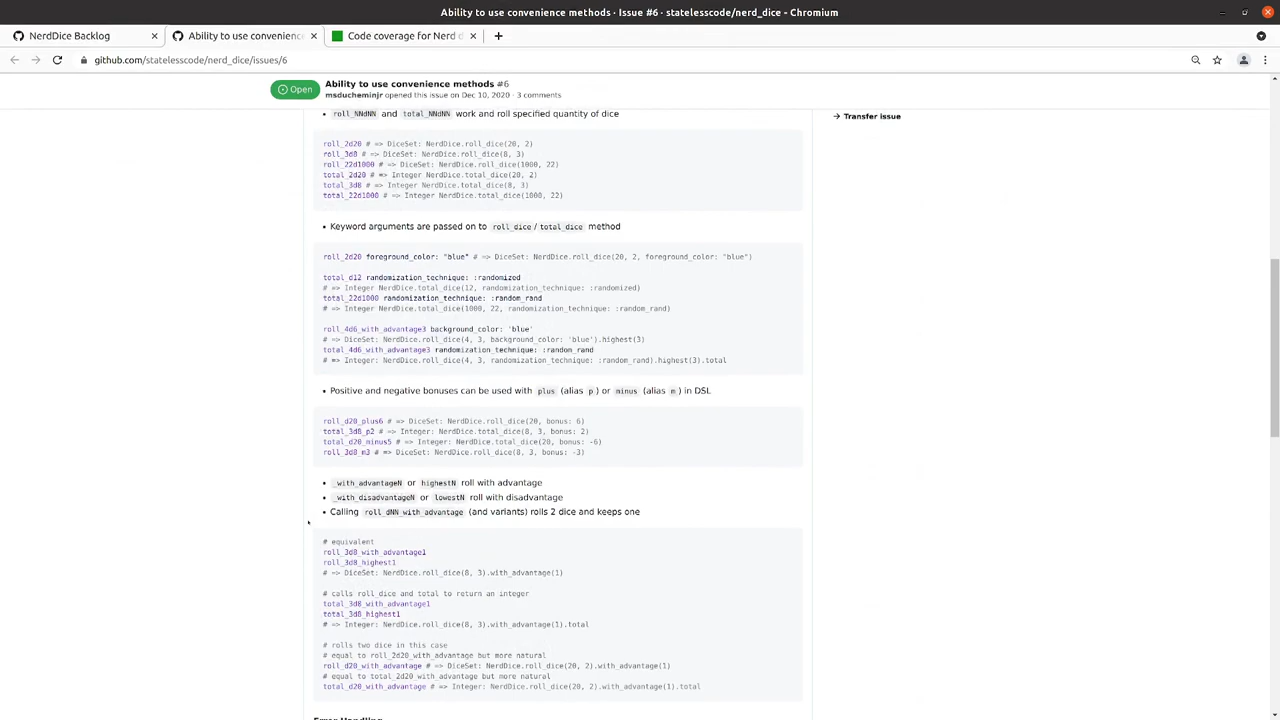 Ability to use convenience methods · Issue #6 · statelesscode/nerd_dice - Chromium
NerdDice Backlog
Ability to use convenienc
Code coverage for Nerd d
github.com/statelesscode/nerd_dice/issues/6
Open
Ability to use convenience methods #6
msducheminjr opened this issue on Dec 10, 2020 · 3 comments
roll_NNdNN and total_NNdNN work and roll specified quantity of dice
Transfer issue
roll_2d20 # => DiceSet: NerdDice.roll_dice(20, 2)
roll_3d8 # => DiceSet: NerdDice.roll_dice(8, 3)
roll_22d1000 # => DiceSet: NerdDice.roll_dice(1000, 22)
total_2d20 # => Integer NerdDice.total_dice(20, 2)
total_3d8 # => Integer NerdDice.total_dice(8, 3)
total_22d1000 # => Integer NerdDice.total_dice(1000, 22)
Keyword arguments are passed on to roll_dice / total_dice method
roll_2d20 foreground_color: "blue" # => DiceSet: NerdDice.roll_dice(20, 2, foreground_color: "blue")
total_d12 randomization_technique: :randomized
# => Integer NerdDice.total_dice(12, randomization_technique: :randomized)
total_22d1000 randomization_technique: :random_rand
# => Integer NerdDice.total_dice(1000, 22, randomization_technique: :random_rand)
roll_4d6_with_advantage3 background_color: 'blue'
# => DiceSet: NerdDice.roll_dice(4, 3, background_color: 'blue').highest(3)
total_4d6_with_advantage3 randomization_technique: :random_rand
# => Integer: NerdDice.roll_dice(4, 3, randomization_technique: :random_rand).highest(3).total
Positive and negative bonuses can be used with plus (alias p) or minus (alias m) in DSL
roll_d20_plus6 # => DiceSet: NerdDice.roll_dice(20, bonus: 6)
total_3d8_p2 # => Integer: NerdDice.total_dice(8, 3, bonus: 2)
total_d20_minus5 # => Integer: NerdDice.total_dice(20, bonus: -6)
roll_3d8_m3 # => DiceSet: NerdDice.roll_dice(8, 3, bonus: -3)
_with_advantageN or highestN roll with advantage
_with_disadvantageN or lowestN roll with disadvantage
Calling roll_dNN_with_advantage (and variants) rolls 2 dice and keeps one
# equivalent
roll_3d8_with_advantage1
roll_3d8_highest1
# => DiceSet: NerdDice.roll_dice(8, 3).with_advantage(1)
# calls roll_dice and total to return an integer
total_3d8_with_advantage1
total_3d8_highest1
# => Integer: NerdDice.roll_dice(8, 3).with_advantage(1).total
# rolls two dice in this case
# equal to roll_2d20_with_advantage but more natural
roll_d20_with_advantage # => DiceSet: NerdDice.roll_dice(20, 2).with_advantage(1)
# equal to total_2d20_with_advantage but more natural
total_d20_with_advantage # => Integer: NerdDice.roll_dice(20, 2).with_advantage(1).total
Error Handling